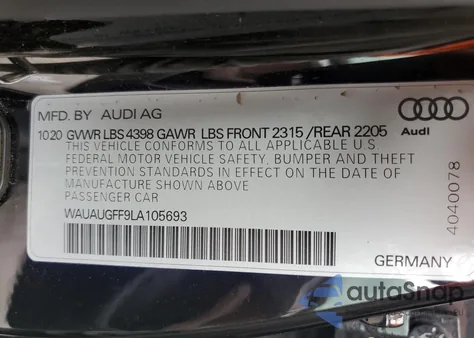 MFD. BY AUDI AG
1020 GVWR LBS 4398 GAWR LBS FRONT 2315 /REAR 2205
Audi
THIS VEHICLE CONFORMS TO ALL APPLICABLE U.S
FEDERAL MOTOR VEHICLE SAFETY, BUMPER AND THEFT
PREVENTION STANDARDS IN EFFECT ON THE DATE OF
MANUFACTURE SHOWN ABOVE
PASSENGER CAR
4040078
WAUAUGFF9LA105693
GERMANY
autoSnap